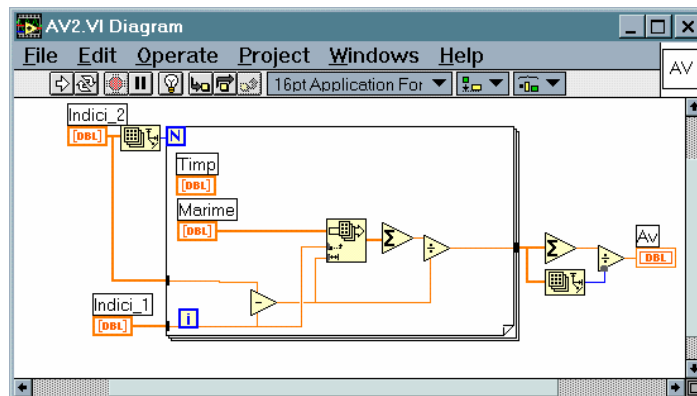 AV2.VI Diagram
File Edit Operate Project Windows Help
AV
16pt Application For
Indici_2
[DBL]
N
Timp
[DBL]
Marime
[DBL]
Σ
÷
Σ
÷
Av
DBL
−
Indici_1
[DBL]
i